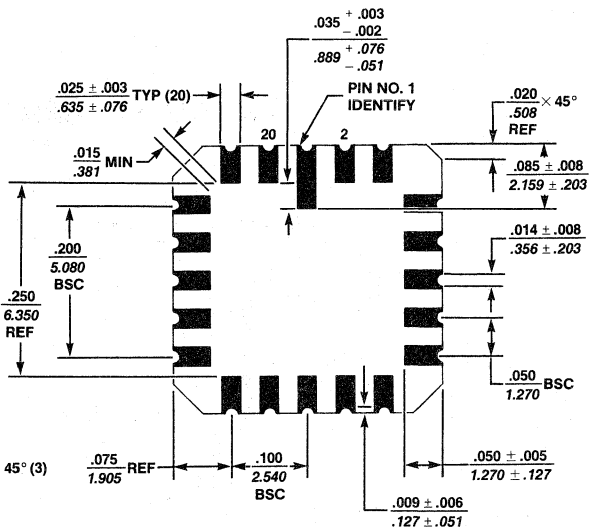 .035 + .003
− .002
.889 + .076
− .051
.025 ± .003 TYP (20)
.635 ± .076
PIN NO. 1
IDENTIFY
.020 × 45°
.508
REF
20
2
.015 MIN
.381
.085 ± .008
2.159 ± .203
.200
5.080
BSC
.014 ± .008
.356 ± .203
.250
6.350
REF
.050 BSC
1.270
45° (3)
.075 REF
1.905
.100
2.540
BSC
.050 ± .005
1.270 ± .127
.009 ± .006
.127 ± .051